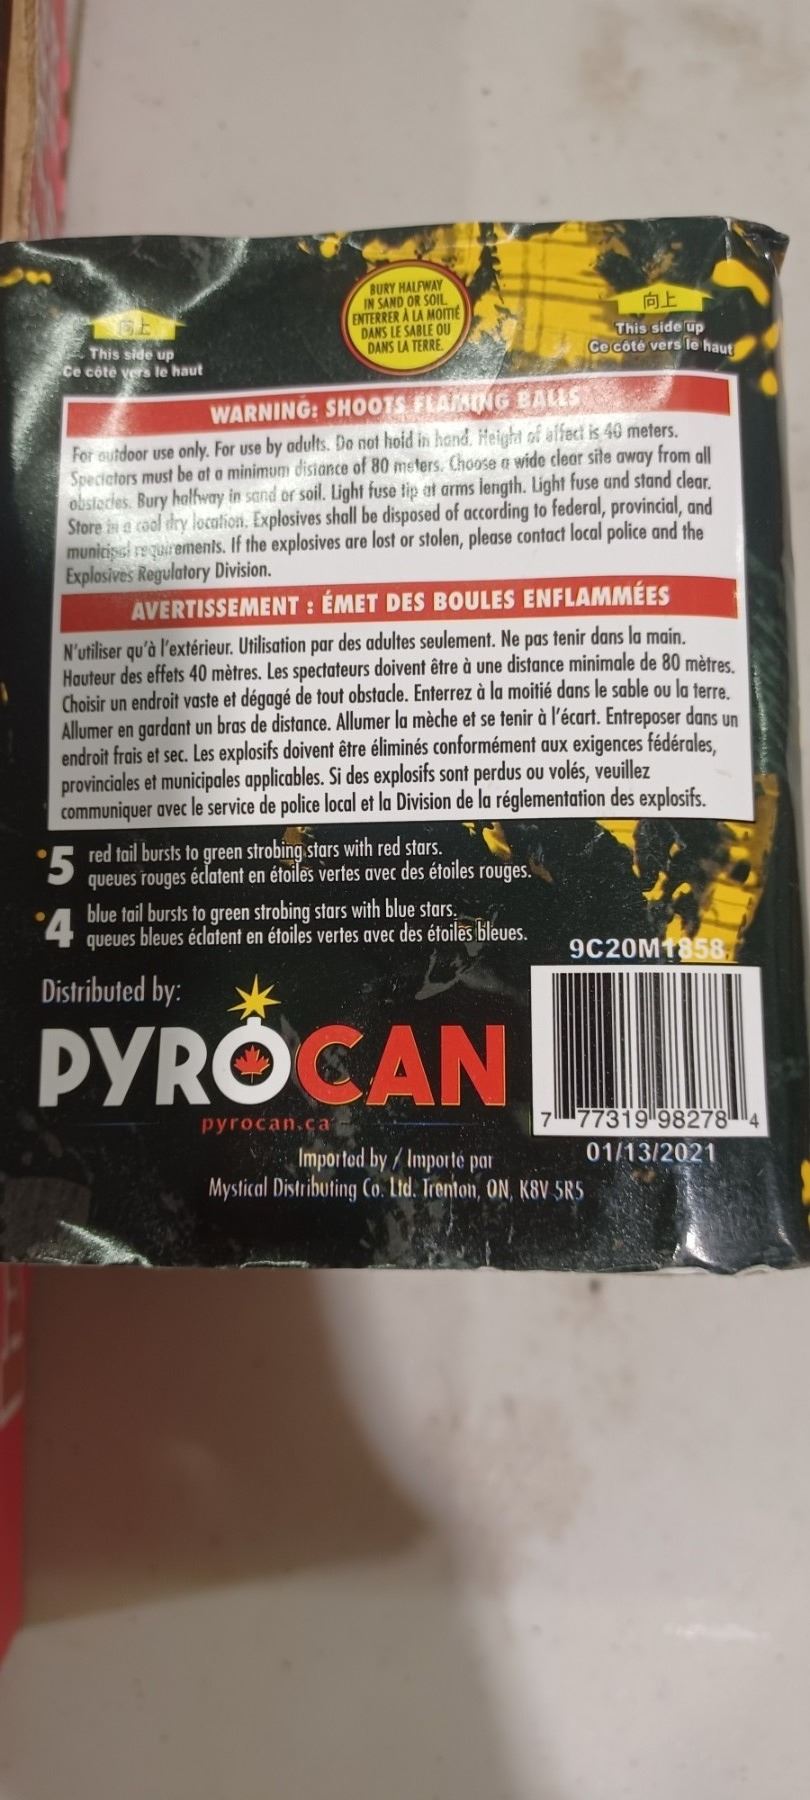 BURY HALFWAY
IN SAND OR SOIL.
ENTERRER À LA MOITIÉ
DANS LE SABLE OU
DANS LA TERRE.
向上
This side up
Ce côté vers le haut
向上
This side up
Ce côté vers le haut
WARNING: SHOOTS FLAMING BALLS
For outdoor use only. For use by adults. Do not hold in hand. Height of affect is 40 meters.
Spectators must be at a minimum distance of 80 meters. Choose a wide clear site away from all
obstacles. Bury halfway in sand or soil. Light fuse tip at arms length. Light fuse and stand clear.
Store in a cool dry location. Explosives shall be disposed of according to federal, provincial, and
municipal requirements. If the explosives are lost or stolen, please contact local police and the
Explosives Regulatory Division.
AVERTISSEMENT : ÉMET DES BOULES ENFLAMMÉES
N'utiliser qu'à l'extérieur. Utilisation par des adultes seulement. Ne pas tenir dans la main.
Hauteur des effets 40 mètres. Les spectateurs doivent être à une distance minimale de 80 mètres.
Choisir un endroit vaste et dégagé de tout obstacle. Enterrez à la moitié dans le sable ou la terre.
Allumer en gardant un bras de distance. Allumer la mèche et se tenir à l'écart. Entreposer dans un
endroit frais et sec. Les explosifs doivent être éliminés conformément aux exigences fédérales,
provinciales et municipales applicables. Si des explosifs sont perdus ou volés, veuillez
communiquer avec le service de police local et la Division de la réglementation des explosifs.
•5 red tail bursts to green strobing stars with red stars.
queues rouges éclatent en étoiles vertes avec des étoiles rouges.
•4 blue tail bursts to green strobing stars with blue stars.
queues bleues éclatent en étoiles vertes avec des étoiles bleues.
9C20M1858
Distributed by:
PYROCAN
pyrocan.ca
7 77319 98278 4
01/13/2021
Imported by / Importé par
Mystical Distributing Co. Ltd. Trenton, ON, K8V 5R5